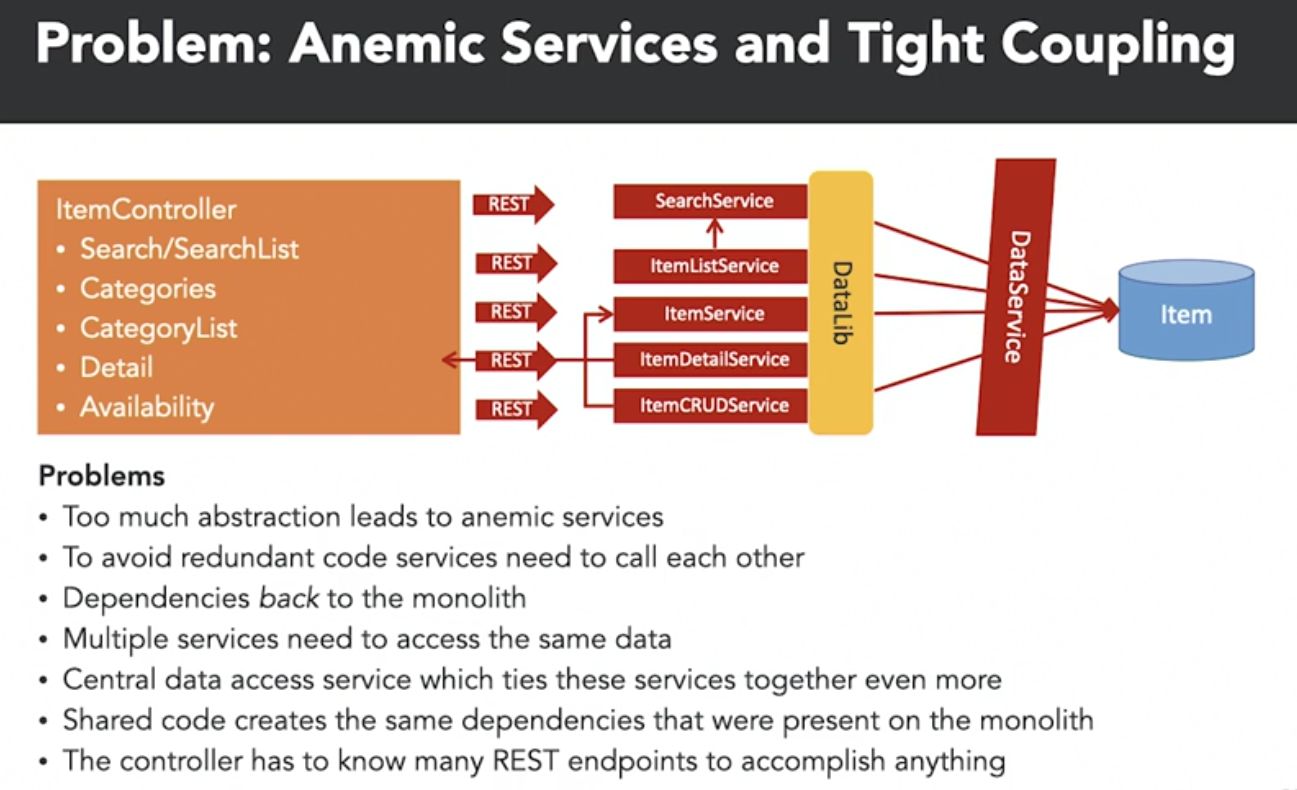 Problem: Anemic Services and Tight Coupling
ItemController
• Search/SearchList
• Categories
• CategoryList
• Detail
• Availability
REST
REST
REST
REST
REST
SearchService
ItemListService
ItemService
ItemDetailService
ItemCRUDService
DataLib
DataService
Item
Problems
• Too much abstraction leads to anemic services
• To avoid redundant code services need to call each other
• Dependencies back to the monolith
• Multiple services need to access the same data
• Central data access service which ties these services together even more
• Shared code creates the same dependencies that were present on the monolith
• The controller has to know many REST endpoints to accomplish anything